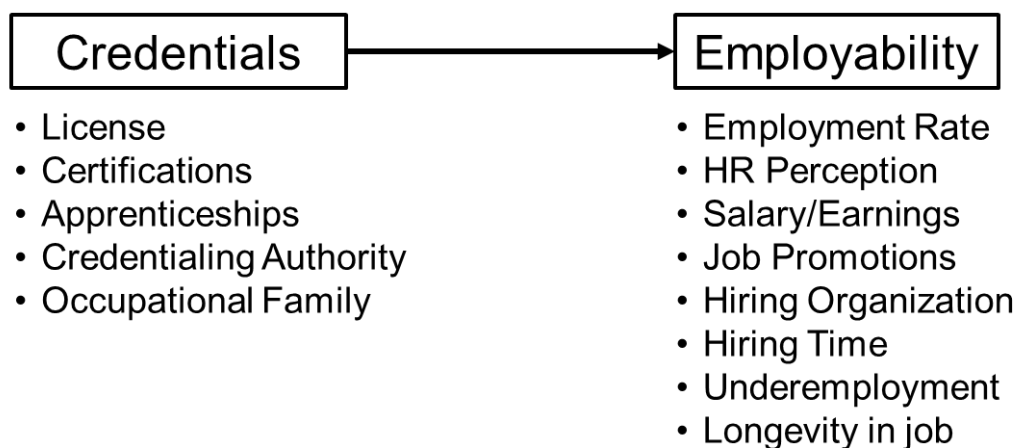 Credentials
• License
• Certifications
• Apprenticeships
• Credentialing Authority
• Occupational Family
Employability
• Employment Rate
• HR Perception
• Salary/Earnings
• Job Promotions
• Hiring Organization
• Hiring Time
• Underemployment
• Longevity in job